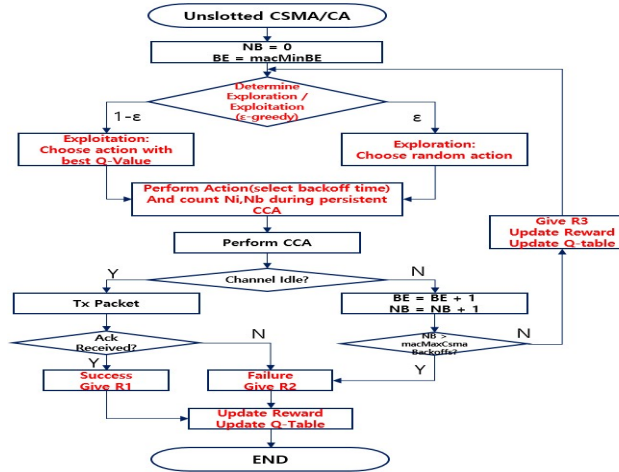 Unslotted CSMA/CA
NB = 0
BE = macMinBE
Determine
Exploration /
Exploitation
(ε-greedy)
1-ε
ε
Exploitation:
Choose action with
best Q-Value
Exploration:
Choose random action
Perform Action(select backoff time)
And count Ni,Nb during persistent
CCA
Give R3
Update Reward
Update Q-table
Perform CCA
Channel Idle?
Y
N
Tx Packet
BE = BE + 1
NB = NB + 1
Ack
Received?
N
NB >
macMaxCsma
Backoffs?
N
Y
Y
Success
Give R1
Failure
Give R2
Update Reward
Update Q-Table
END